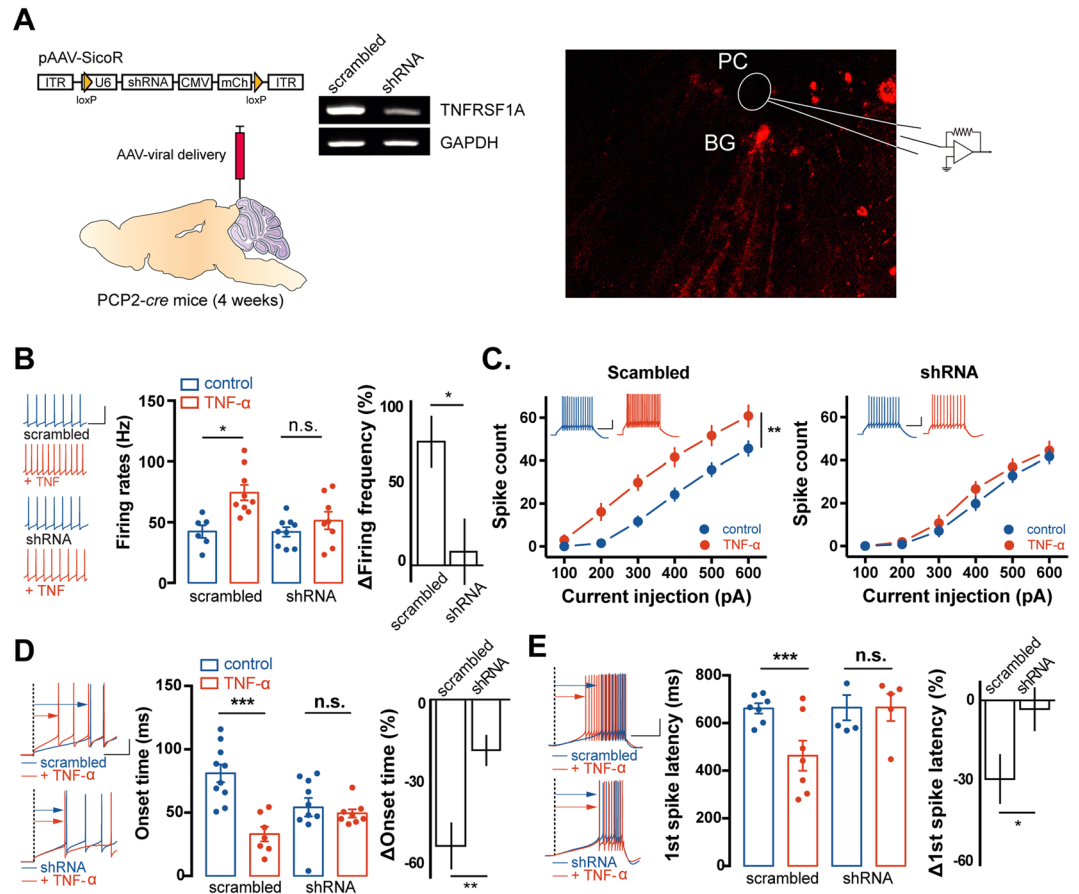 A
pAAV-SicoR
ITR U6 shRNA CMV mCh ITR
loxP loxP
scrambled shRNA
TNFRSF1A
GAPDH
AAV-viral delivery
PCP2-cre mice (4 weeks)
PC
BG
B
scrambled
+ TNF
shRNA
+ TNF
control
TNF-α
Firing rates (Hz)
150
100
50
0
*
n.s.
scrambled shRNA
ΔFiring frequency (%)
100
50
0
*
scrambled shRNA
C.
Scambled
Spike count
60
40
20
0
**
control
TNF-α
100 200 300 400 500 600
Current injection (pA)
shRNA
Spike count
60
40
20
0
control
TNF-α
100 200 300 400 500 600
Current injection (pA)
D
scrambled
+ TNF-α
shRNA
+ TNF-α
control
TNF-α
Onset time (ms)
150
100
50
0
***
n.s.
scrambled shRNA
ΔOnset time (%)
scrambled shRNA
0
-30
-60
**
E
scrambled
+ TNF-α
shRNA
+ TNF-α
1st spike latency (ms)
800
600
400
200
0
***
n.s.
scrambled shRNA
Δ1st spike latency (%)
scrambled shRNA
0
-30
-60
*